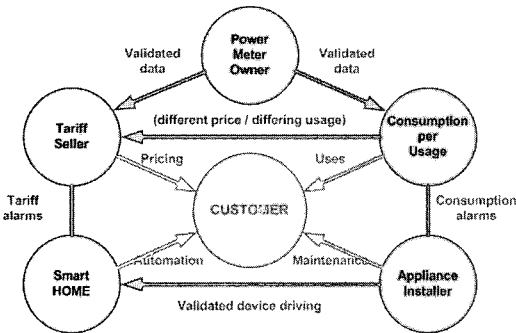 Power
Meter
Owner
Validated
data
Validated
data
Tariff
Seller
(different price / differing usage)
Consumption
per
Usage
Pricing
Uses
Tariff
alarms
CUSTOMER
Consumption
alarms
Automation
Maintenance
Smart
HOME
Appliance
Installer
Validated device driving